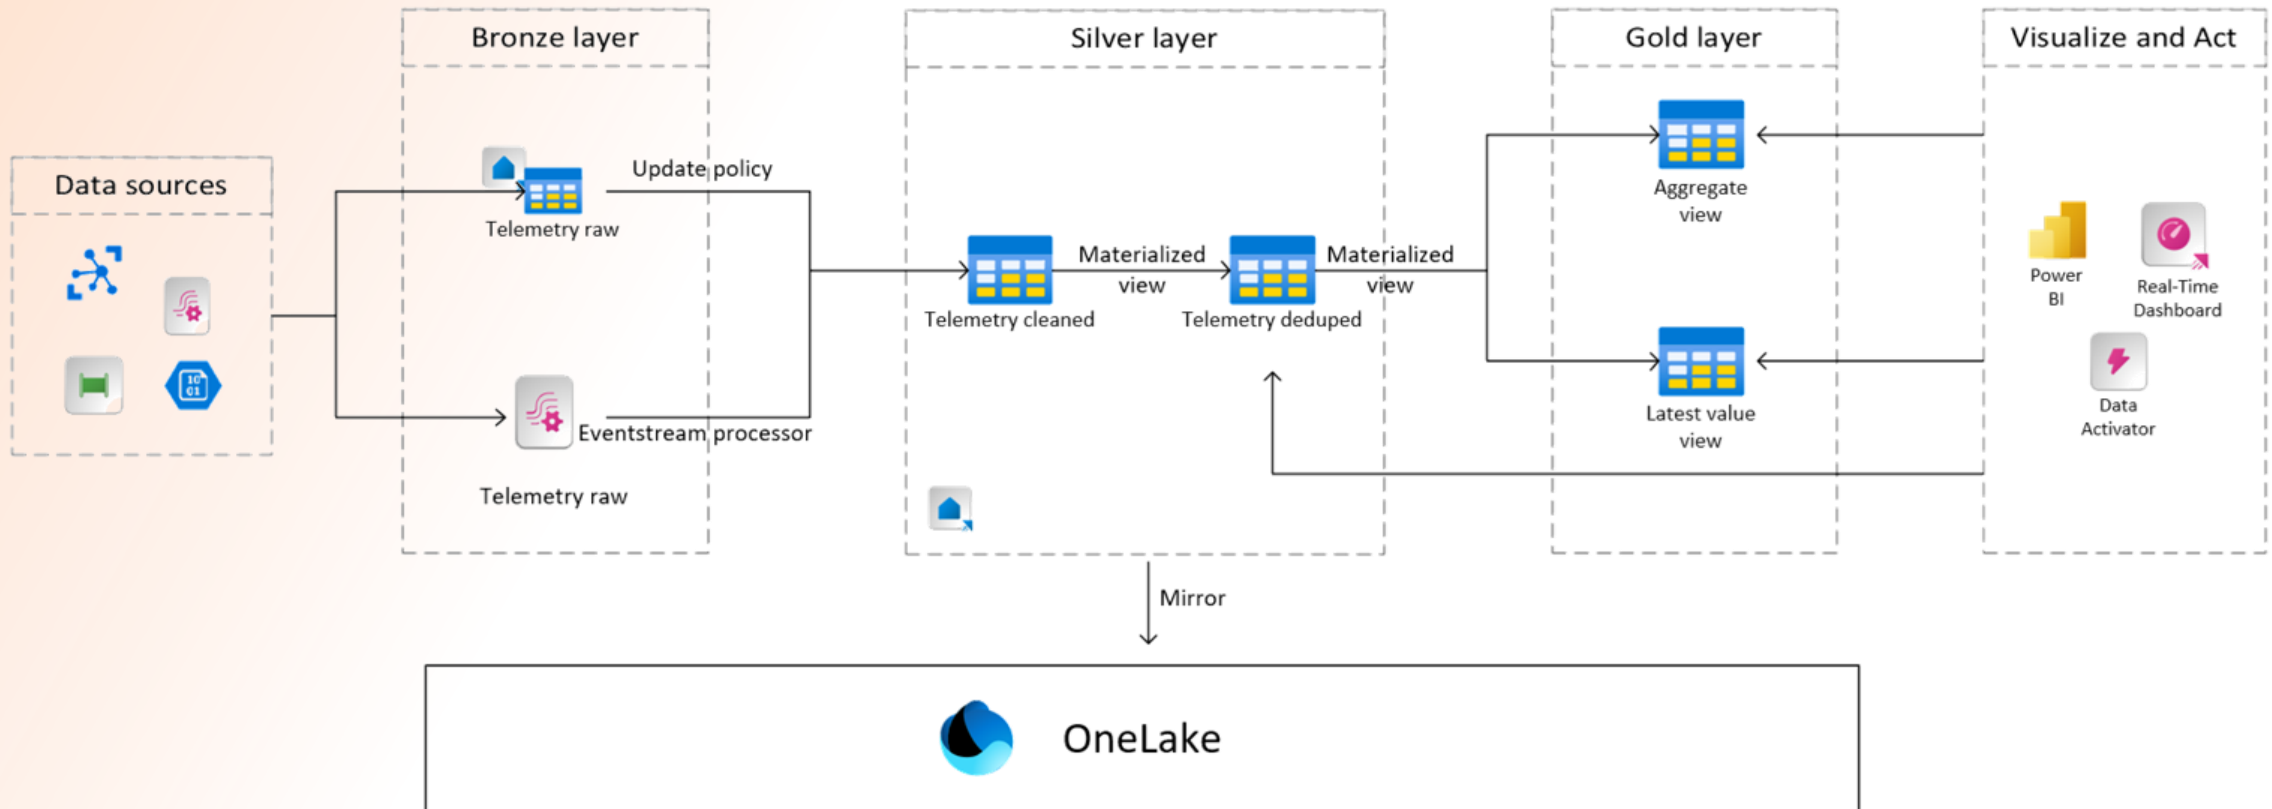 Data sources
Bronze layer
Update policy
Telemetry raw
Eventstream processor
Telemetry raw
Silver layer
Telemetry cleaned
Materialized
view
Telemetry deduped
Materialized
view
Gold layer
Aggregate
view
Latest value
view
Visualize and Act
Power
BI
Real-Time
Dashboard
Data
Activator
Mirror
OneLake
10
01